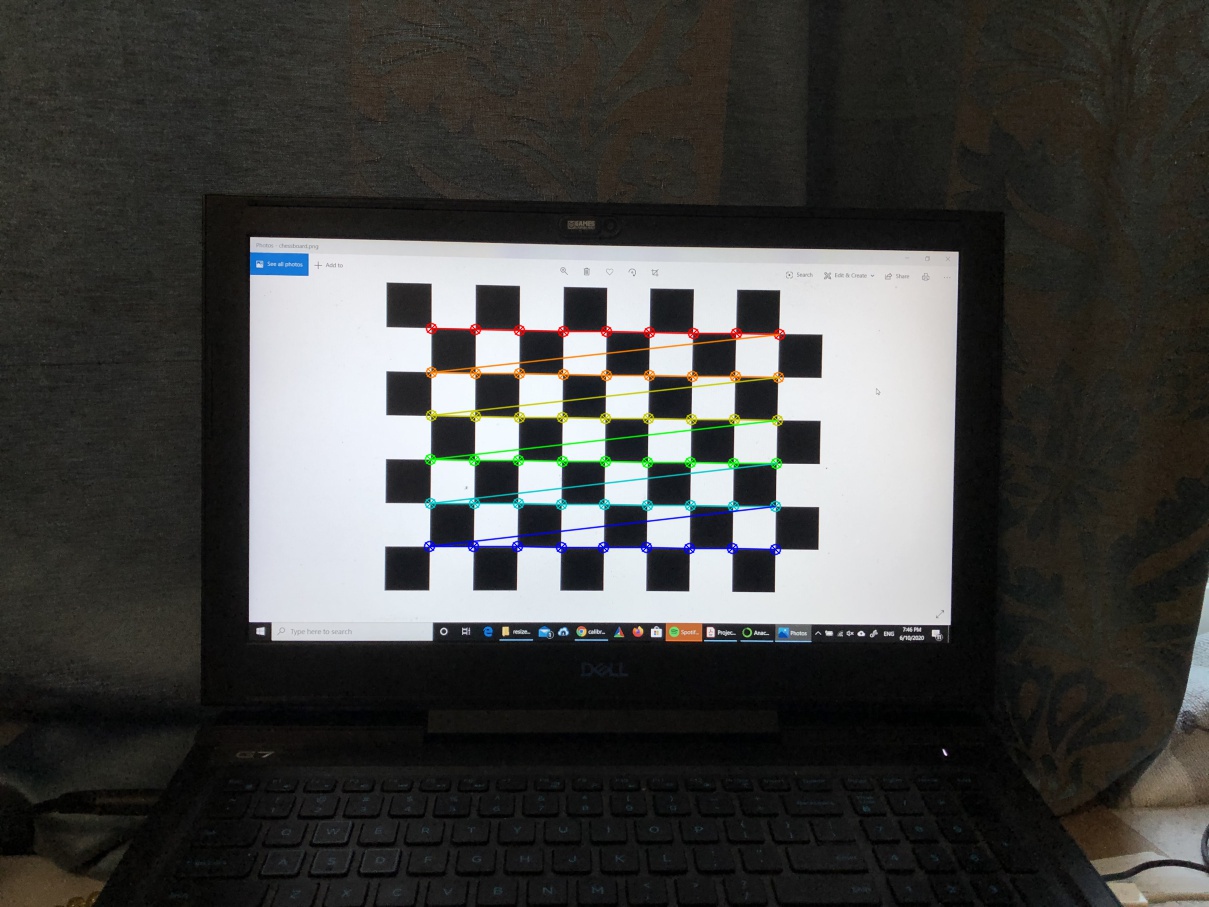 Photos - chessboard.png
See all photos
Add to
Search
Edit & Create
Share
Type here to search
resize...
calibr...
Spotif...
Projec...
Anac...
Photos
ENG
7:46 PM
6/10/2020
DELL
G7
Q W E R T Y U I O P
A S D F G H J K L
Z X C V B N M